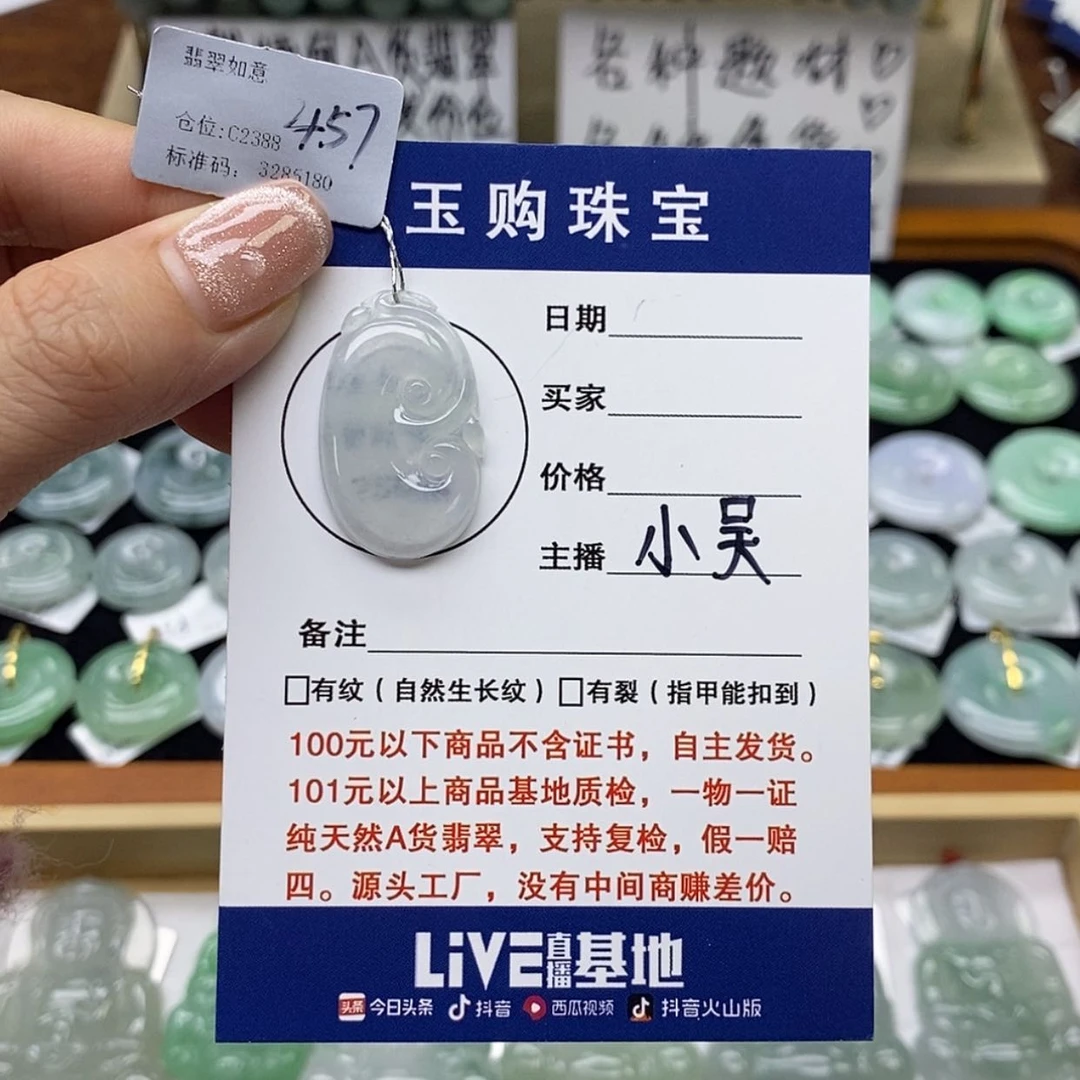 翡翠如意
仓位:C2388
457
标准码: 3285180
各种题材
玉购珠宝
日期
买家
价格
主播 小吴
备注
□有纹（自然生长纹）□有裂（指甲能扣到）
100元以下商品不含证书，自主发货。
101元以上商品基地质检，一物一证
纯天然A货翡翠，支持复检，假一赔
四。源头工厂，没有中间商赚差价。
LiVE直播基地
头条 今日头条 抖音 西瓜视频 抖音火山版